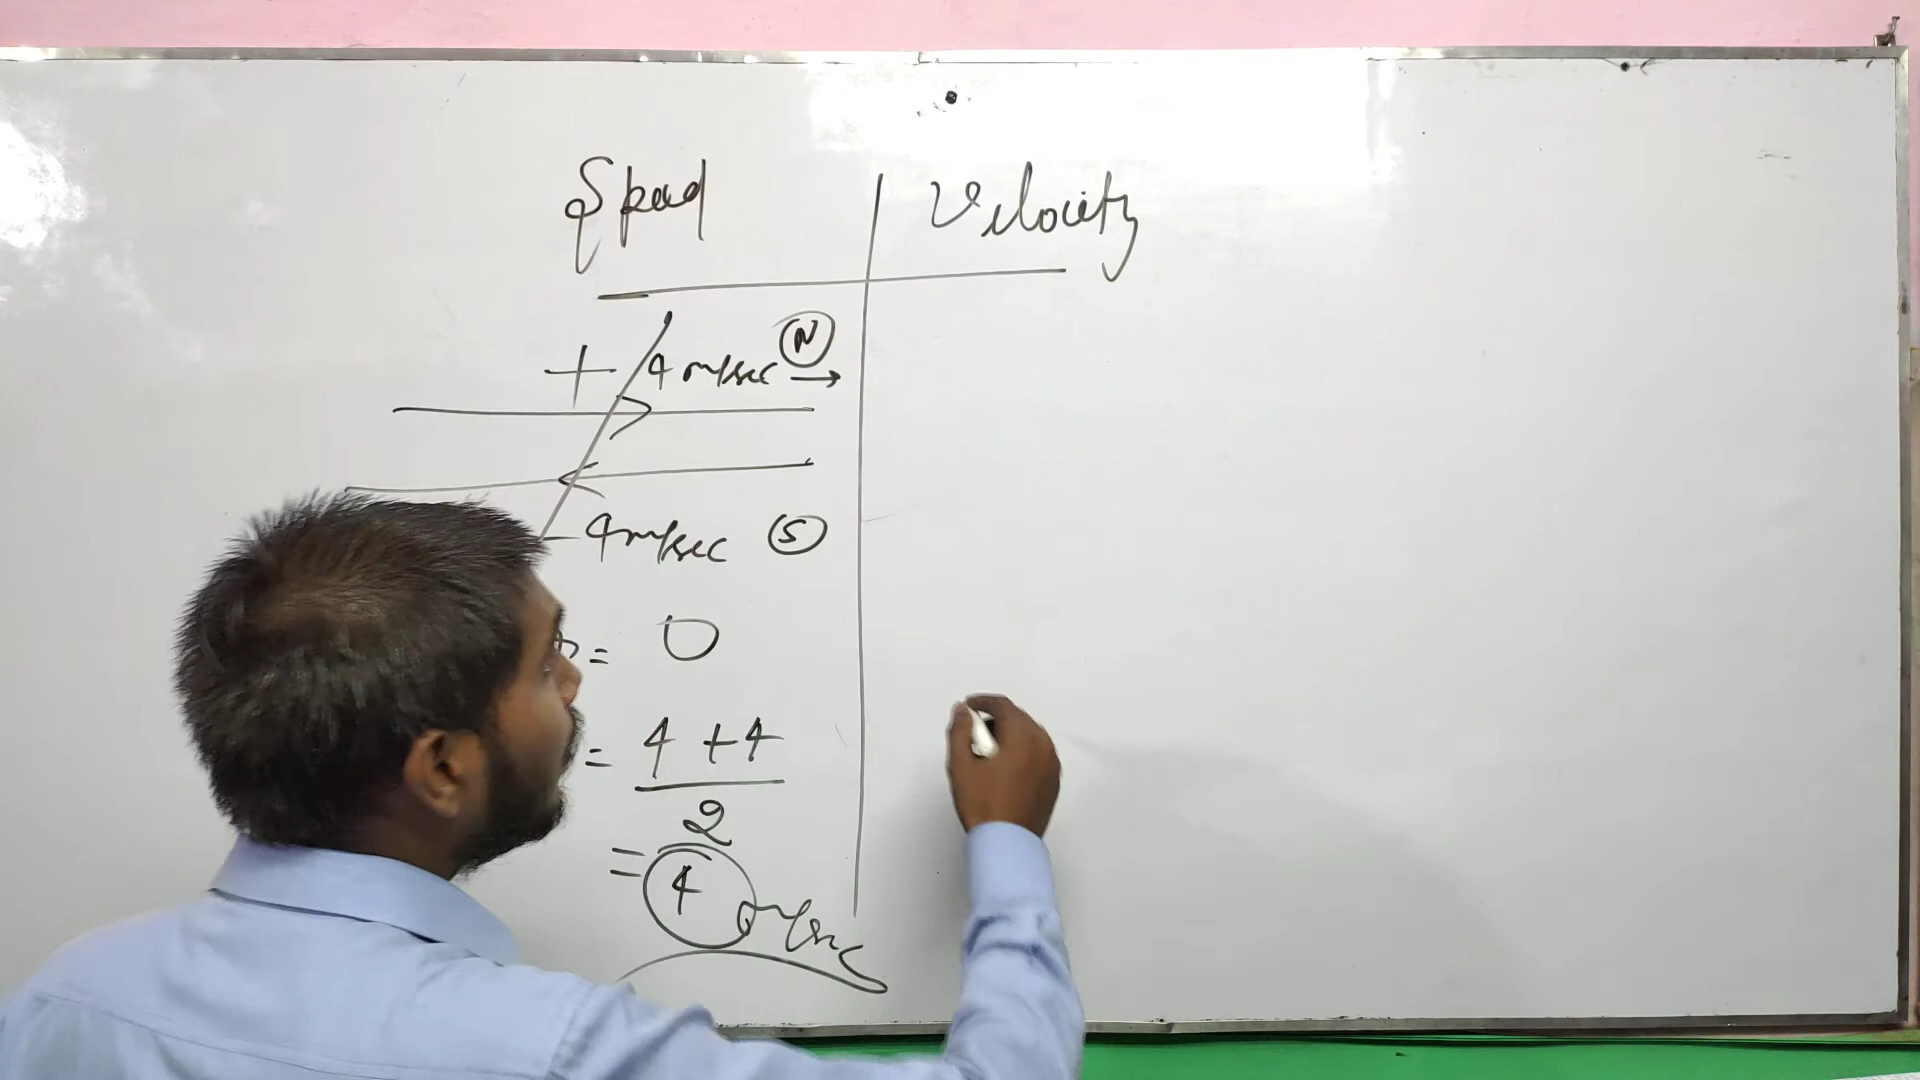 Speed Velocity
+ 4 m/sec N →
- 4 m/sec S
= 0
= 4 + 4
2
= 4 m/sec